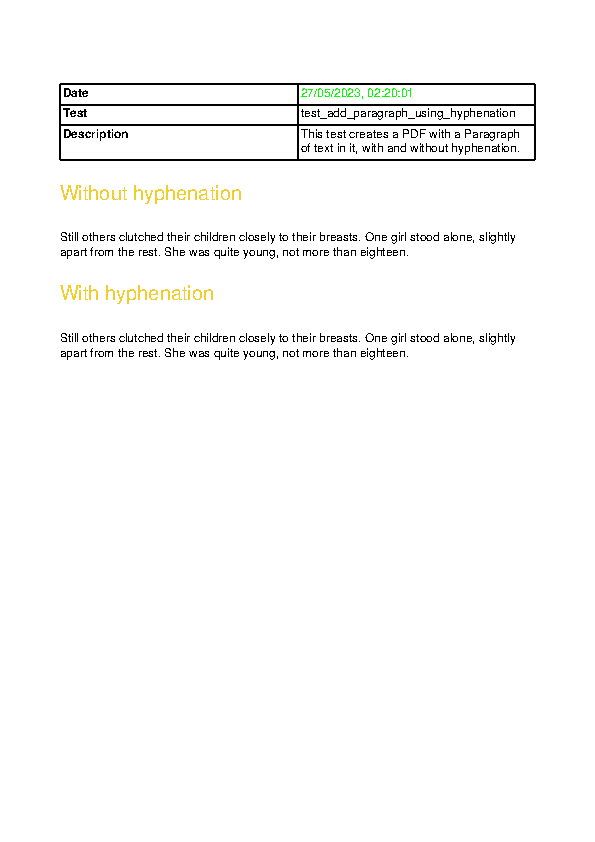 Date 27/05/2023, 02:20:01
Test test_add_paragraph_using_hyphenation
Description This test creates a PDF with a Paragraph
of text in it, with and without hyphenation.
Without hyphenation
Still others clutched their children closely to their breasts. One girl stood alone, slightly
apart from the rest. She was quite young, not more than eighteen.
With hyphenation
Still others clutched their children closely to their breasts. One girl stood alone, slightly
apart from the rest. She was quite young, not more than eighteen.